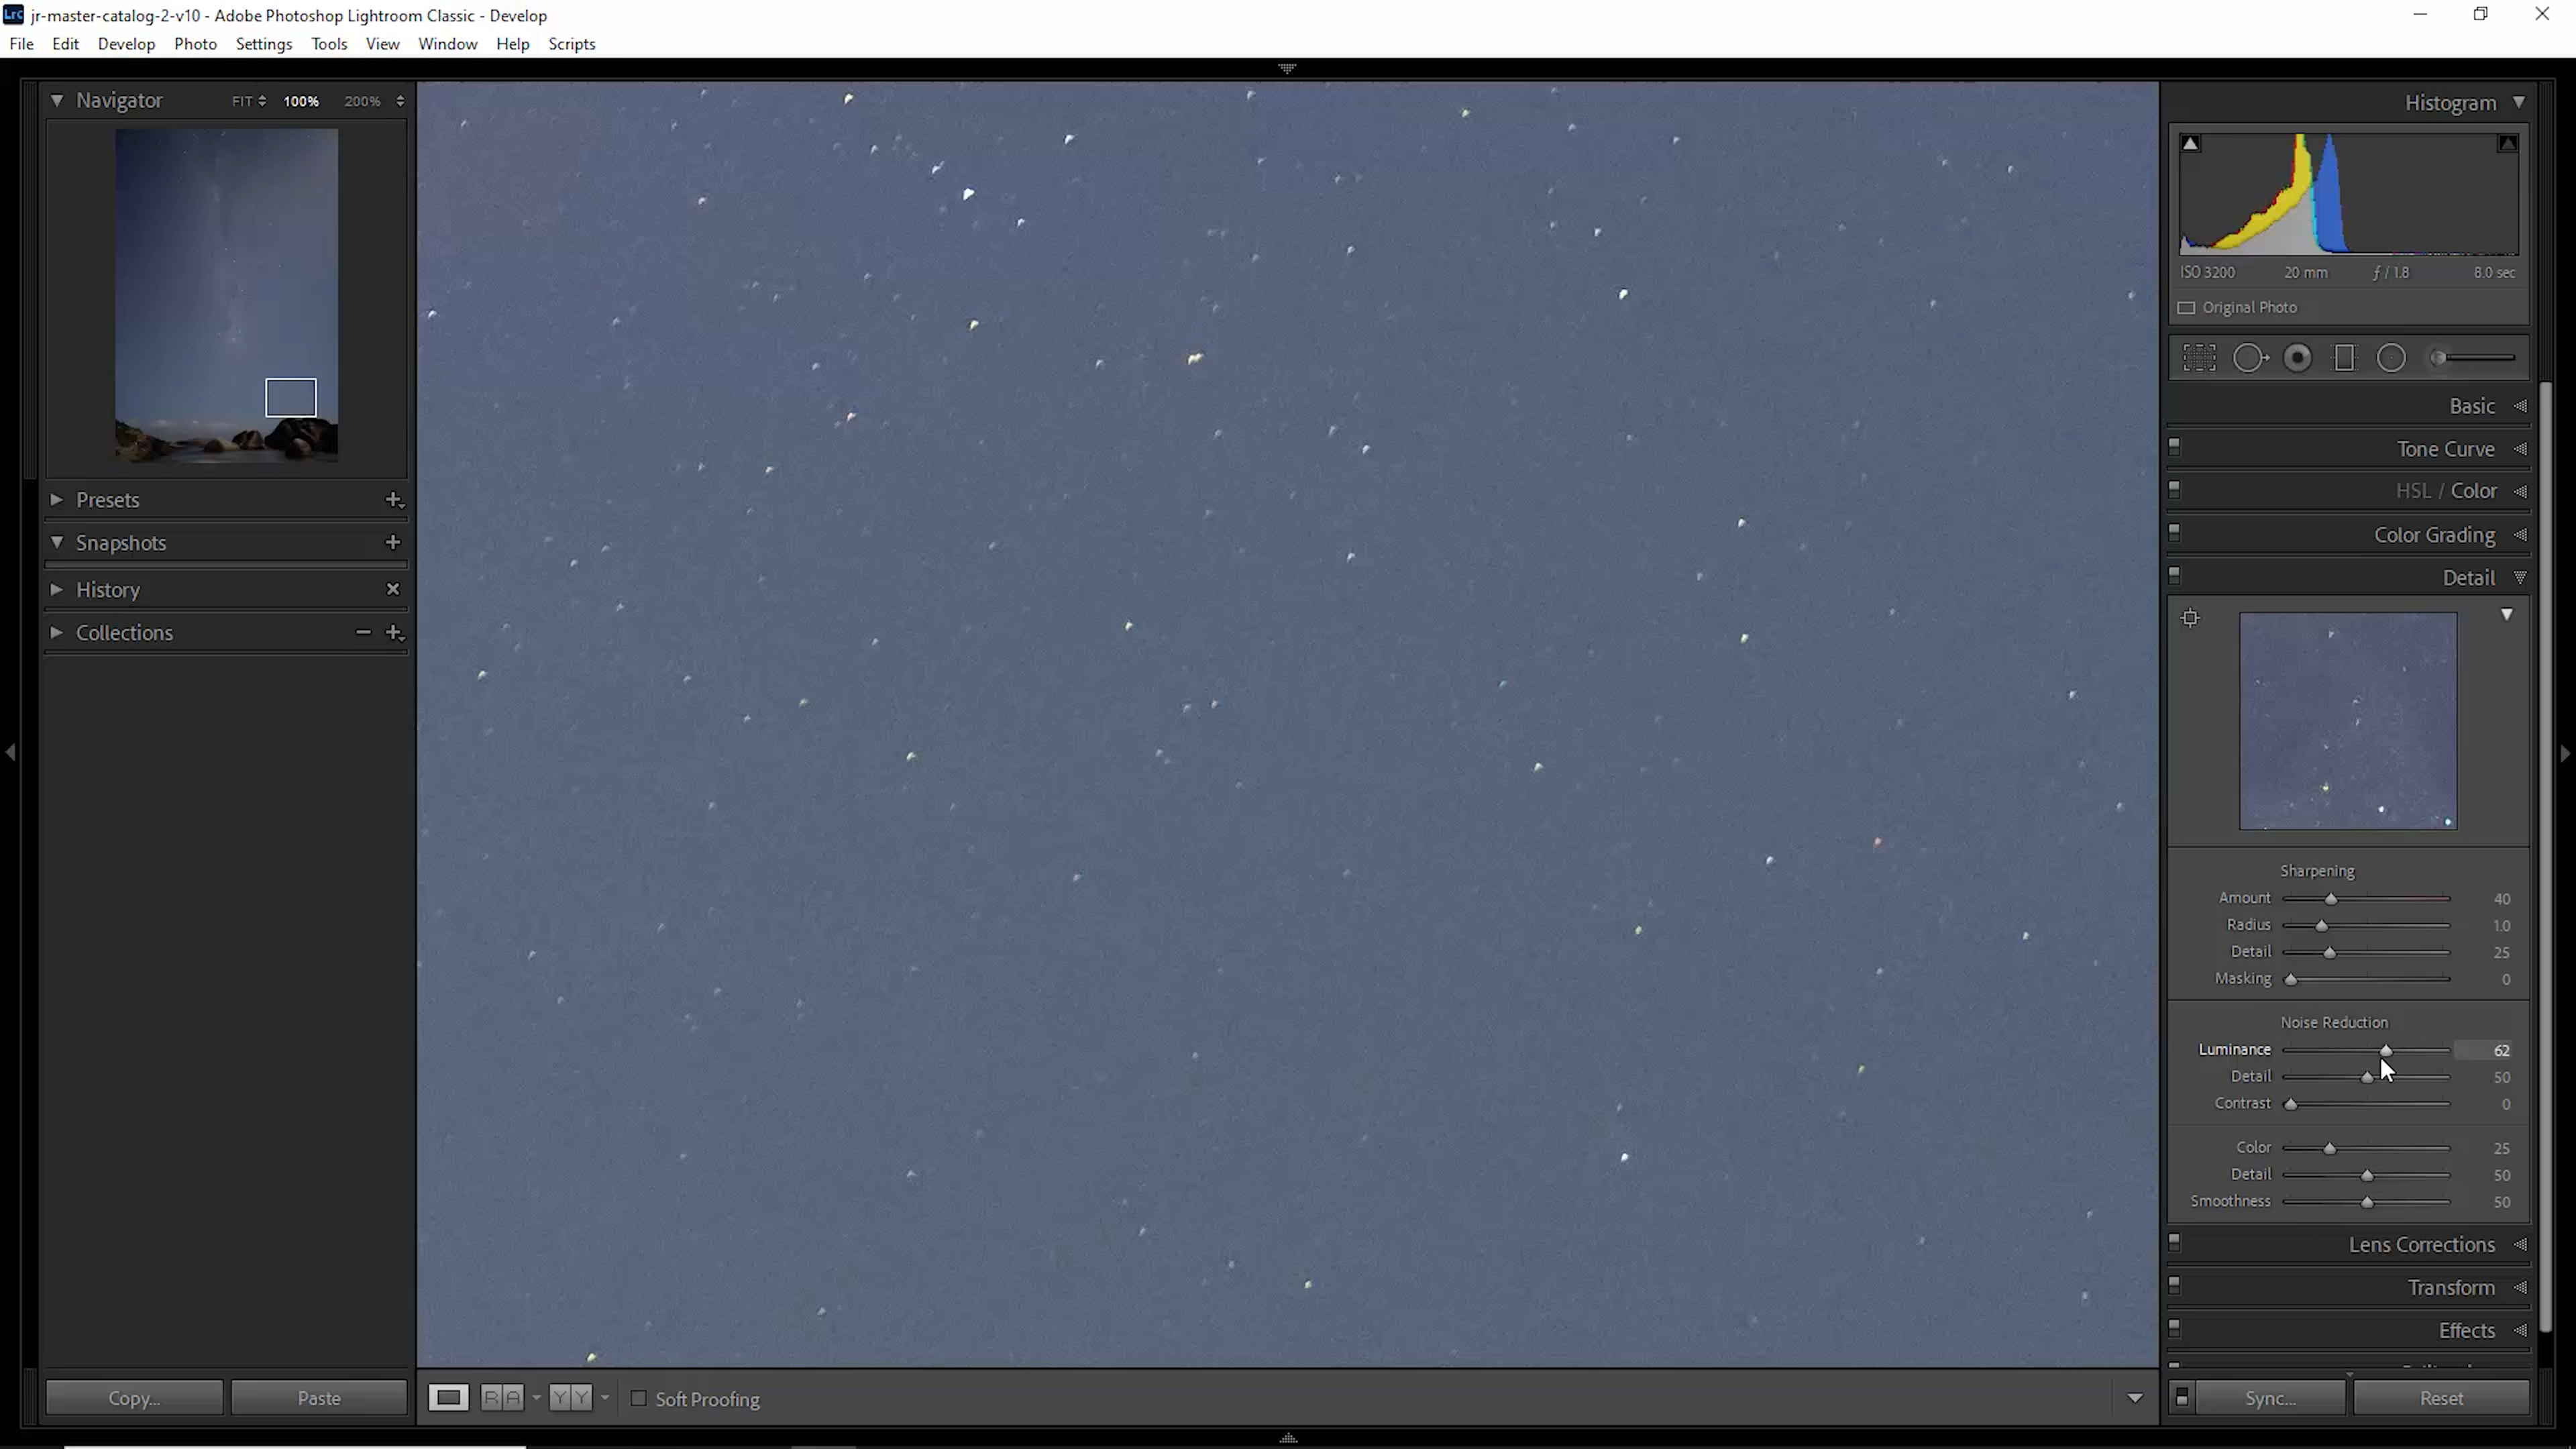 Lrc jr-master-catalog-2-v10 - Adobe Photoshop Lightroom Classic - Develop
File Edit Develop Photo Settings Tools View Window Help Scripts
Navigator FIT 100% 200%
Presets
Snapshots
History
Collections
Copy... Paste
R A Y Y Soft Proofing
Histogram
ISO 3200 20 mm ƒ / 1.8 8.0 sec
Original Photo
Basic
Tone Curve
HSL / Color
Color Grading
Detail
Sharpening
Amount 40
Radius 1.0
Detail 25
Masking 0
Noise Reduction
Luminance 62
Detail 50
Contrast 0
Color 25
Detail 50
Smoothness 50
Lens Corrections
Transform
Effects
Sync... Reset